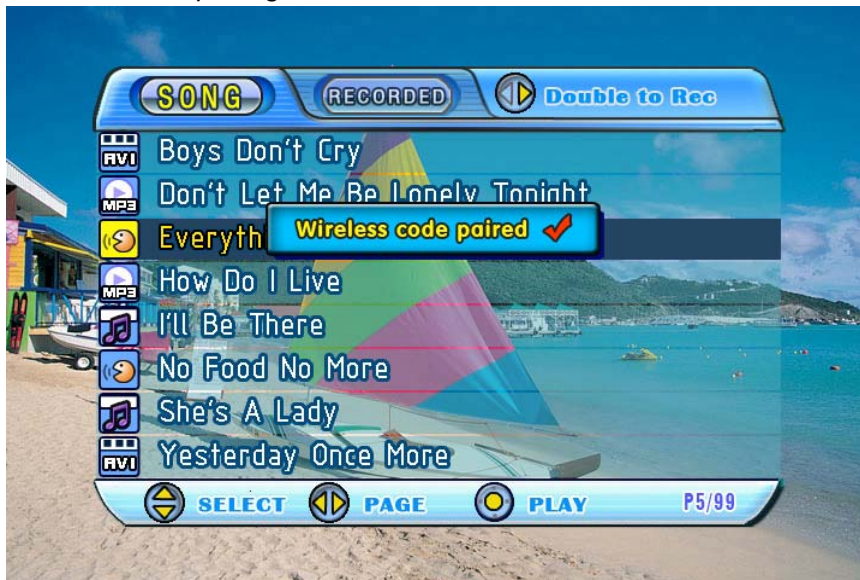 SONG RECORDED Double to Rec
AVI Boys Don't Cry
MP3 Don't Let Me Be Lonely Tonight
Everyth
Wireless code paired
MP3 How Do I Live
I'll Be There
No Food No More
She's A Lady
AVI Yesterday Once More
SELECT PAGE PLAY P5/99